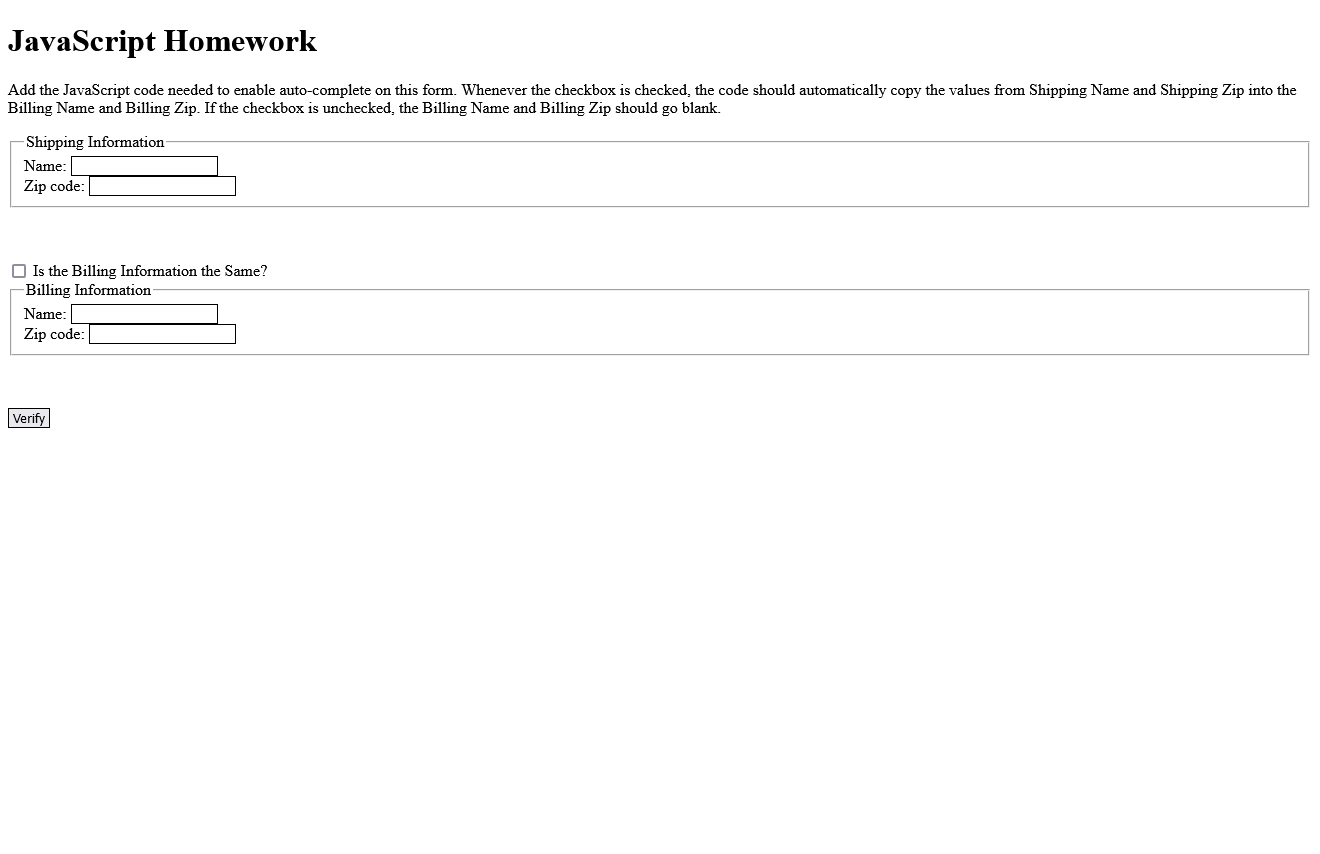 JavaScript Homework
Add the JavaScript code needed to enable auto-complete on this form. Whenever the checkbox is checked, the code should automatically copy the values from Shipping Name and Shipping Zip into the
Billing Name and Billing Zip. If the checkbox is unchecked, the Billing Name and Billing Zip should go blank.
Shipping Information
Name:
Zip code:
Is the Billing Information the Same?
Billing Information
Name:
Zip code:
Verify